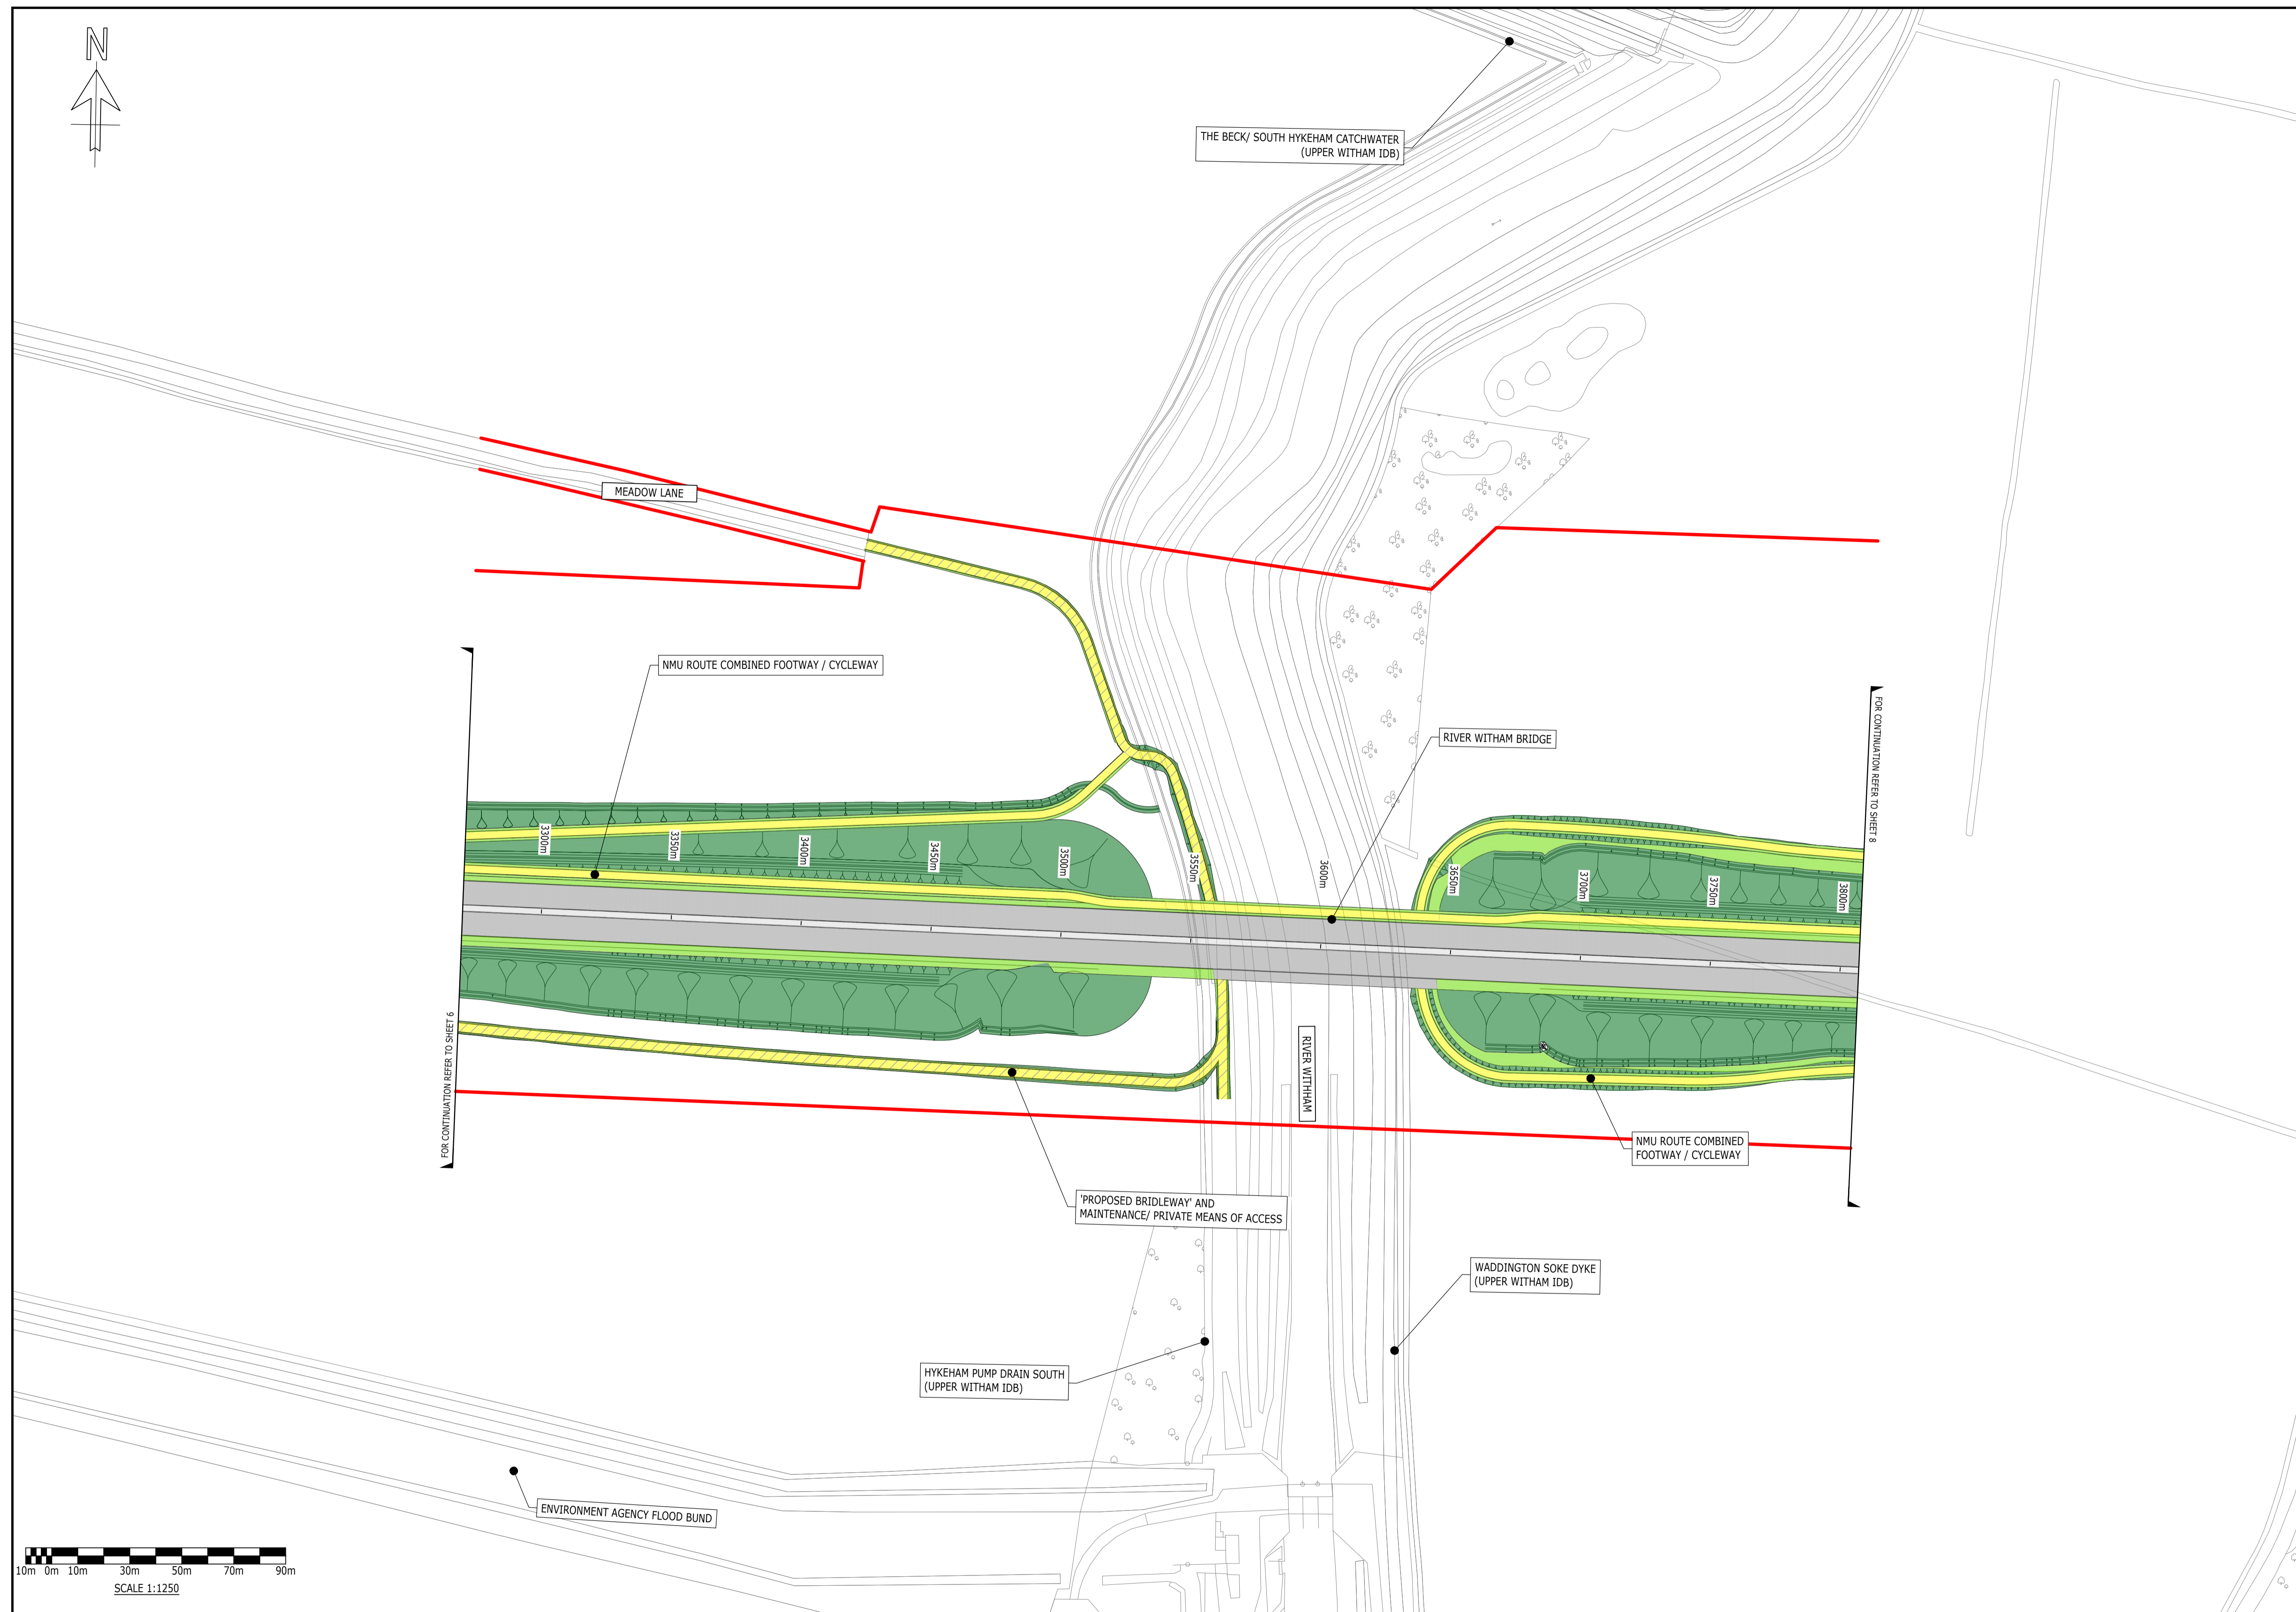 N
THE BECK/ SOUTH HYKEHAM CATCHWATER
(UPPER WITHAM IDB)
MEADOW LANE
NMU ROUTE COMBINED FOOTWAY / CYCLEWAY
RIVER WITHAM BRIDGE
FOR CONTINUATION REFER TO SHEET 8
3300m
3350m
3400m
3450m
3500m
3550m
3600m
3650m
3700m
3750m
3800m
FOR CONTINUATION REFER TO SHEET 6
RIVER WITHAM
NMU ROUTE COMBINED
FOOTWAY / CYCLEWAY
'PROPOSED BRIDLEWAY' AND
MAINTENANCE/ PRIVATE MEANS OF ACCESS
WADDINGTON SOKE DYKE
(UPPER WITHAM IDB)
HYKEHAM PUMP DRAIN SOUTH
(UPPER WITHAM IDB)
ENVIRONMENT AGENCY FLOOD BUND
10m 0m 10m 30m 50m 70m 90m
SCALE 1:1250